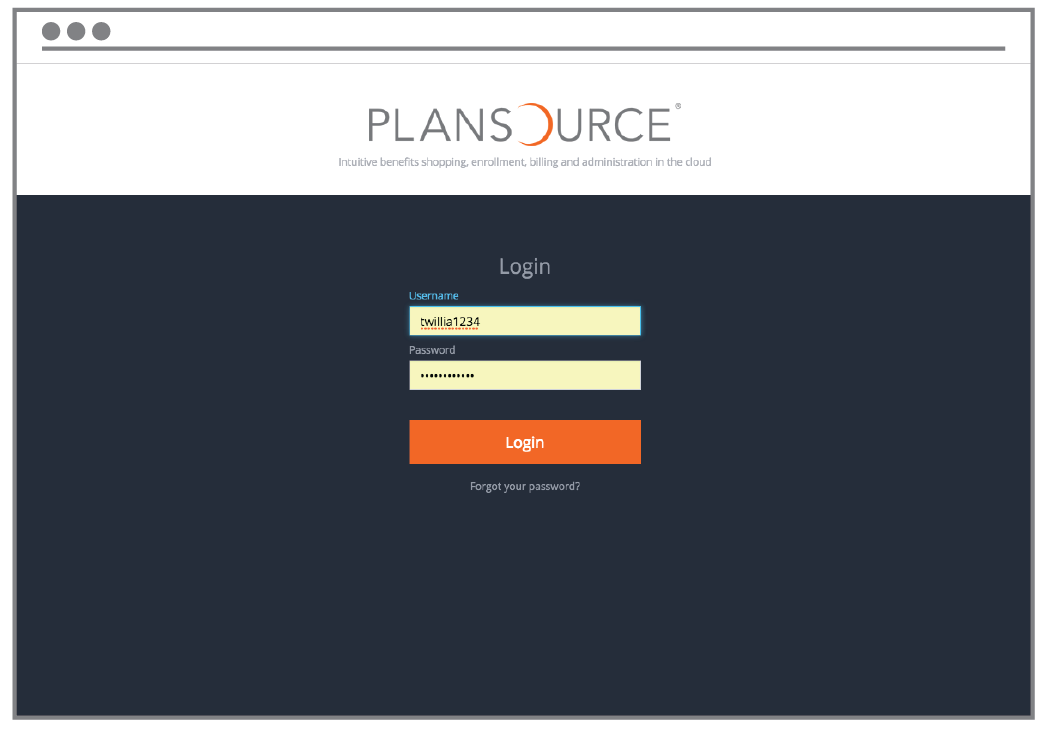 PLANSOURCE®
Intuitive benefits shopping, enrollment, billing and administration in the cloud
Login
Username
twillia1234
Password
••••••••••••
Login
Forgot your password?